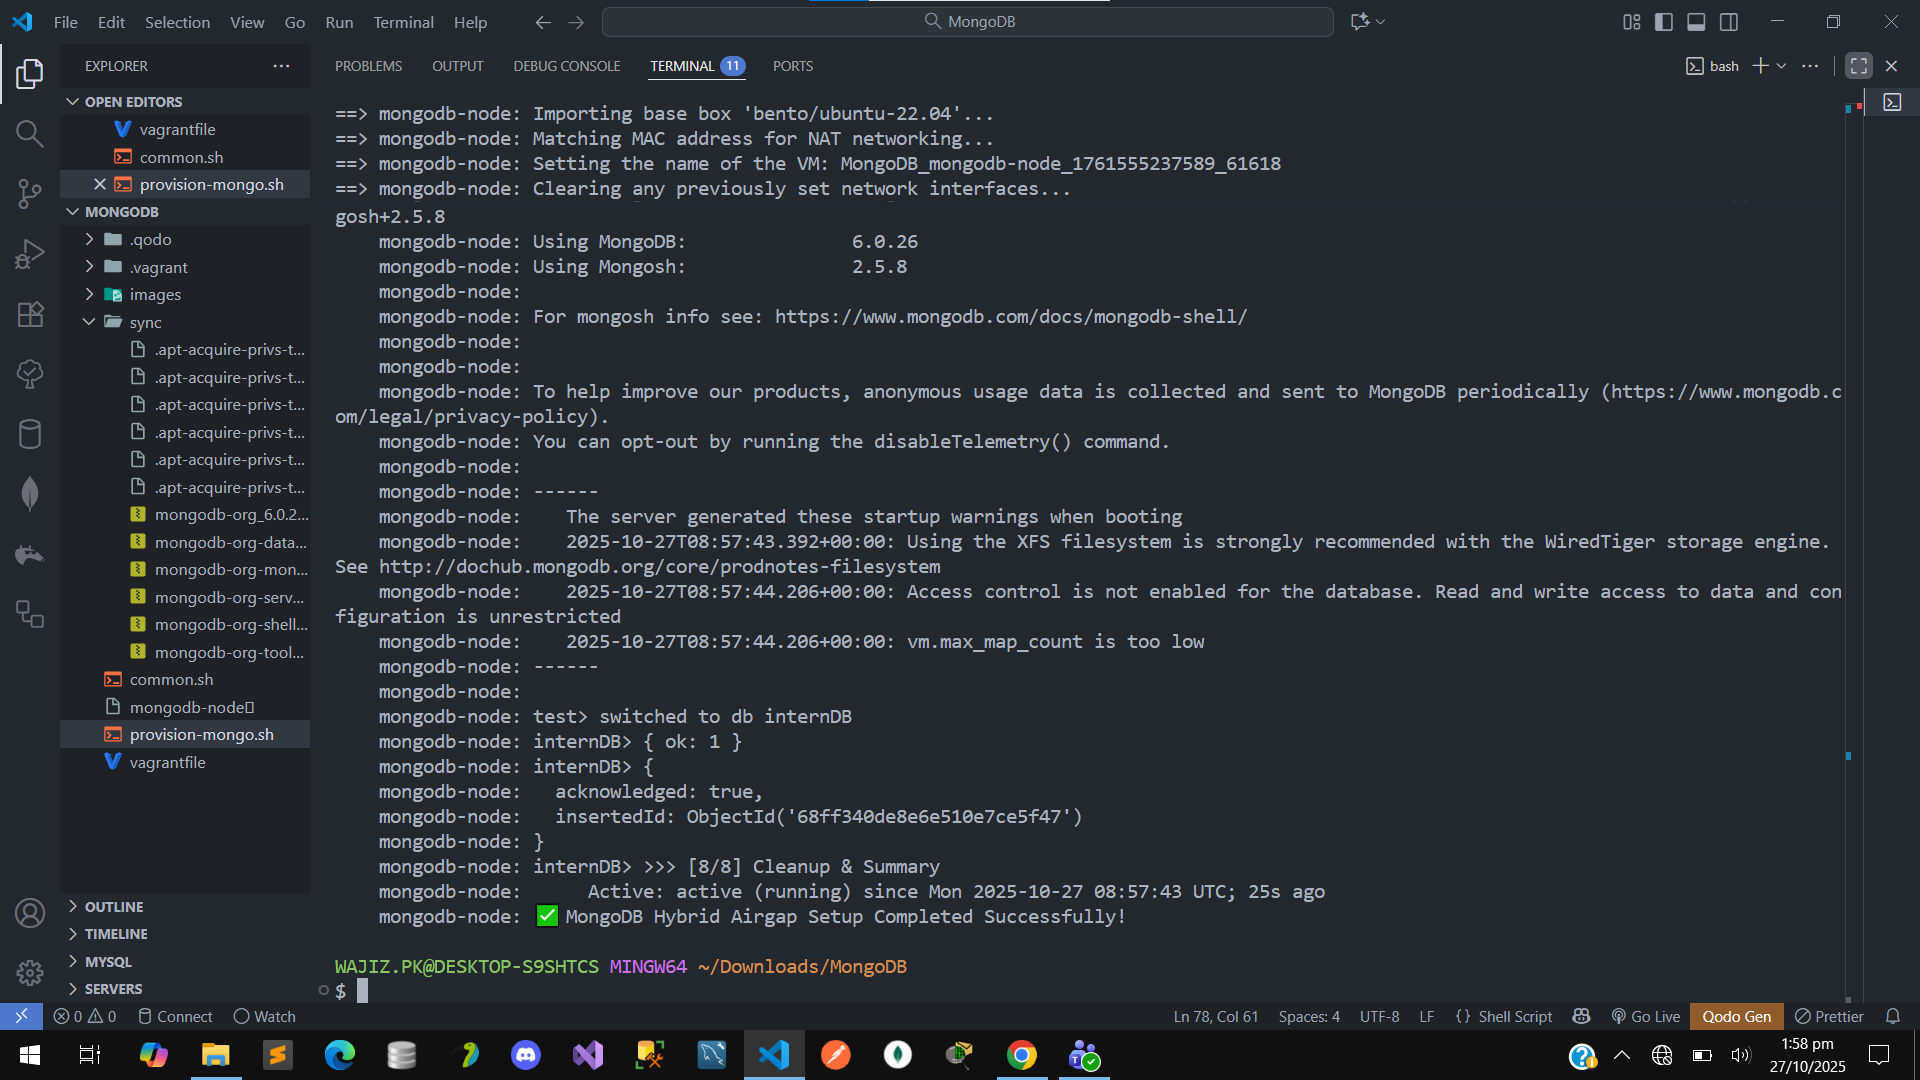 File Edit Selection View Go Run Terminal Help
MongoDB
EXPLORER
OPEN EDITORS
vagrantfile
common.sh
provision-mongo.sh
MONGODB
.qodo
.vagrant
images
sync
.apt-acquire-privs-t...
.apt-acquire-privs-t...
.apt-acquire-privs-t...
.apt-acquire-privs-t...
.apt-acquire-privs-t...
.apt-acquire-privs-t...
mongodb-org_6.0.2...
mongodb-org-data...
mongodb-org-mon...
mongodb-org-serv...
mongodb-org-shell...
mongodb-org-tool...
common.sh
mongodb-node
provision-mongo.sh
vagrantfile
OUTLINE
TIMELINE
MYSQL
SERVERS
PROBLEMS OUTPUT DEBUG CONSOLE TERMINAL 11 PORTS
bash
==> mongodb-node: Importing base box 'bento/ubuntu-22.04'...
==> mongodb-node: Matching MAC address for NAT networking...
==> mongodb-node: Setting the name of the VM: MongoDB_mongodb-node_1761555237589_61618
==> mongodb-node: Clearing any previously set network interfaces...
gosh+2.5.8
mongodb-node: Using MongoDB: 6.0.26
mongodb-node: Using Mongosh: 2.5.8
mongodb-node:
mongodb-node: For mongosh info see: https://www.mongodb.com/docs/mongodb-shell/
mongodb-node:
mongodb-node:
mongodb-node: To help improve our products, anonymous usage data is collected and sent to MongoDB periodically (https://www.mongodb.c
om/legal/privacy-policy).
mongodb-node: You can opt-out by running the disableTelemetry() command.
mongodb-node:
mongodb-node: ------
mongodb-node: The server generated these startup warnings when booting
mongodb-node: 2025-10-27T08:57:43.392+00:00: Using the XFS filesystem is strongly recommended with the WiredTiger storage engine.
See http://dochub.mongodb.org/core/prodnotes-filesystem
mongodb-node: 2025-10-27T08:57:44.206+00:00: Access control is not enabled for the database. Read and write access to data and con
figuration is unrestricted
mongodb-node: 2025-10-27T08:57:44.206+00:00: vm.max_map_count is too low
mongodb-node: ------
mongodb-node:
mongodb-node: test> switched to db internDB
mongodb-node: internDB> { ok: 1 }
mongodb-node: internDB> {
mongodb-node: acknowledged: true,
mongodb-node: insertedId: ObjectId('68ff340de8e6e510e7ce5f47')
mongodb-node: }
mongodb-node: internDB> >>> [8/8] Cleanup & Summary
mongodb-node: Active: active (running) since Mon 2025-10-27 08:57:43 UTC; 25s ago
mongodb-node: ✅ MongoDB Hybrid Airgap Setup Completed Successfully!
WAJIZ.PK@DESKTOP-S9SHTCS MINGW64 ~/Downloads/MongoDB
$
0 0 Connect Watch
Ln 78, Col 61 Spaces: 4 UTF-8 LF {} Shell Script Go Live Qodo Gen Prettier
1:58 pm
27/10/2025